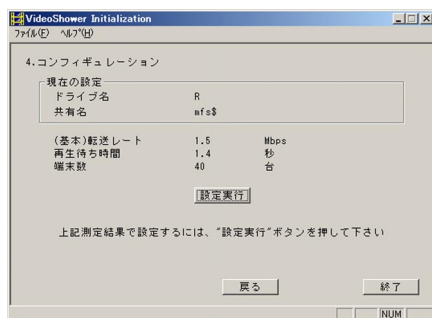 VideoShower Initialization
ファイル(F) ヘルプ(H)
4.コンフィギュレーション
現在の設定
ドライブ名 R
共有名 mfs$
(基本)転送レート 1.5 Mbps
再生待ち時間 1.4 秒
端末数 40 台
設定実行
上記測定結果で設定するには、"設定実行"ボタンを押して下さい
戻る 終了
NUM